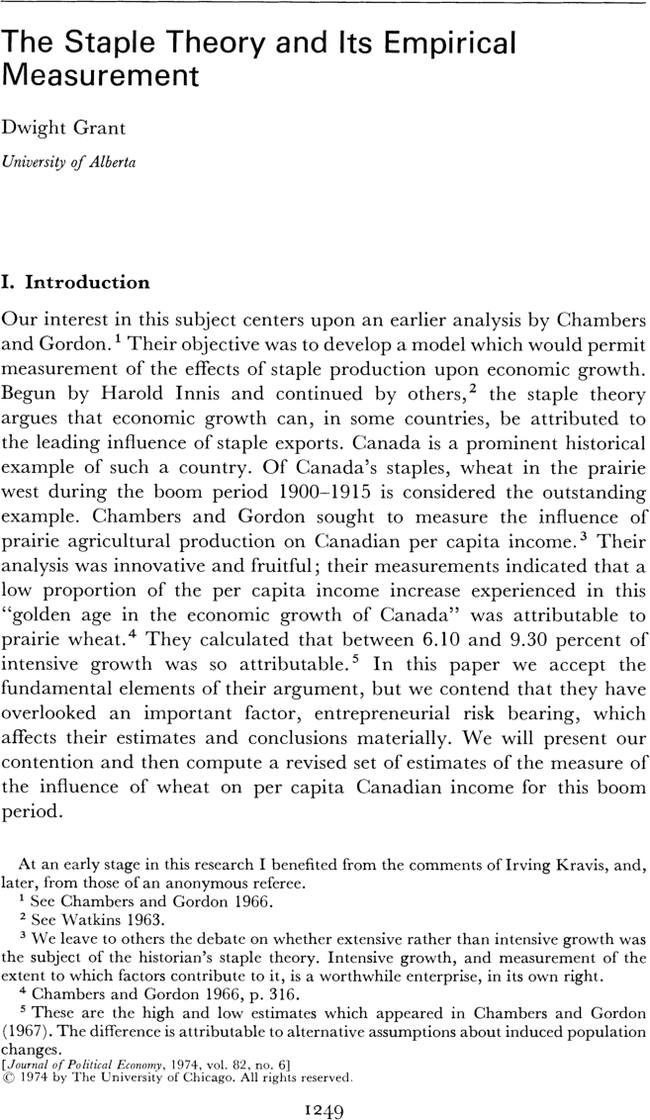 The Staple Theory and Its Empirical
Measurement
Dwight Grant
University of Alberta
I. Introduction
Our interest in this subject centers upon an earlier analysis by Chambers
and Gordon.¹ Their objective was to develop a model which would permit
measurement of the effects of staple production upon economic growth.
Begun by Harold Innis and continued by others,² the staple theory
argues that economic growth can, in some countries, be attributed to
the leading influence of staple exports. Canada is a prominent historical
example of such a country. Of Canada's staples, wheat in the prairie
west during the boom period 1900–1915 is considered the outstanding
example. Chambers and Gordon sought to measure the influence of
prairie agricultural production on Canadian per capita income.³ Their
analysis was innovative and fruitful; their measurements indicated that a
low proportion of the per capita income increase experienced in this
"golden age in the economic growth of Canada" was attributable to
prairie wheat.⁴ They calculated that between 6.10 and 9.30 percent of
intensive growth was so attributable.⁵ In this paper we accept the
fundamental elements of their argument, but we contend that they have
overlooked an important factor, entrepreneurial risk bearing, which
affects their estimates and conclusions materially. We will present our
contention and then compute a revised set of estimates of the measure of
the influence of wheat on per capita Canadian income for this boom
period.
At an early stage in this research I benefited from the comments of Irving Kravis, and,
later, from those of an anonymous referee.
¹ See Chambers and Gordon 1966.
² See Watkins 1963.
³ We leave to others the debate on whether extensive rather than intensive growth was
the subject of the historian's staple theory. Intensive growth, and measurement of the
extent to which factors contribute to it, is a worthwhile enterprise, in its own right.
⁴ Chambers and Gordon 1966, p. 316.
⁵ These are the high and low estimates which appeared in Chambers and Gordon
(1967). The difference is attributable to alternative assumptions about induced population
changes.
[Journal of Political Economy, 1974, vol. 82, no. 6]
© 1974 by The University of Chicago. All rights reserved.
1249